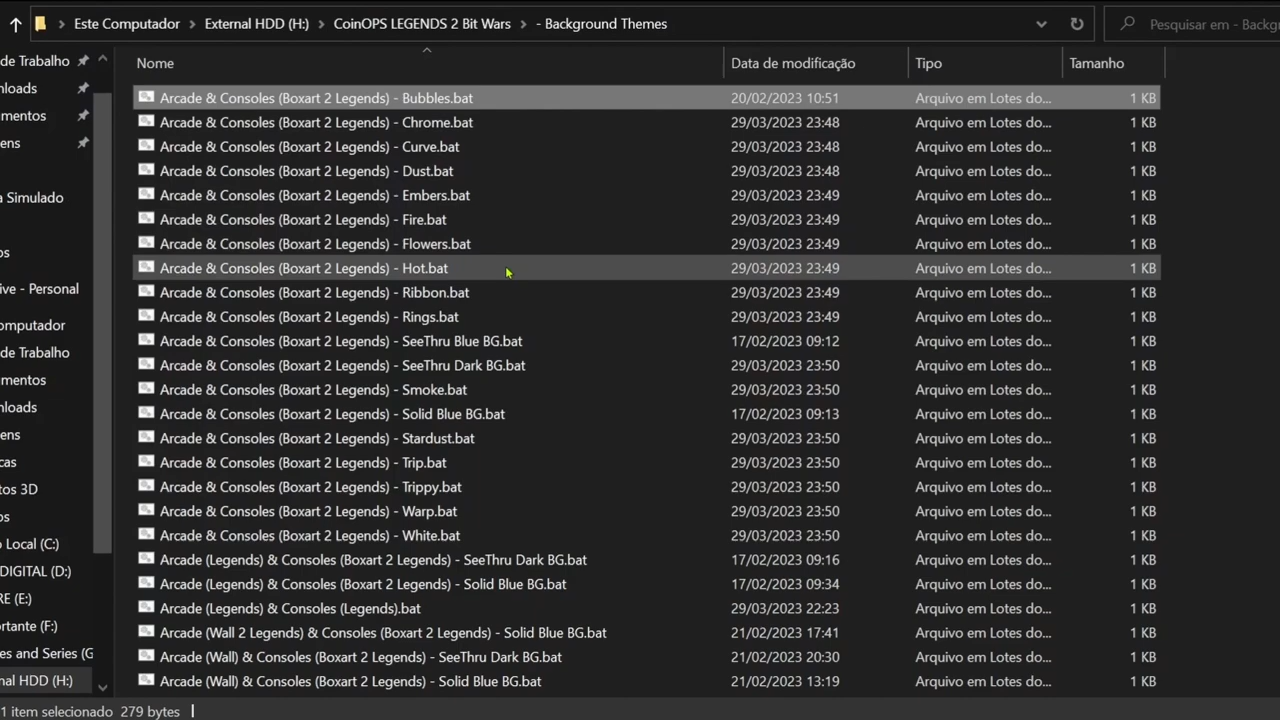 Este Computador > External HDD (H:) > CoinOPS LEGENDS 2 Bit Wars > - Background Themes
Pesquisar em - Backg
de Trabalho
nloads
umentos
ens
a Simulado
os
ive - Personal
omputador
de Trabalho
mentos
nloads
ens
cas
tos 3D
os
o Local (C:)
DIGITAL (D:)
RE (E:)
ortante (F:)
es and Series (G
nal HDD (H:)
Nome Data de modificação Tipo Tamanho
Arcade & Consoles (Boxart 2 Legends) - Bubbles.bat 20/02/2023 10:51 Arquivo em Lotes do... 1 KB
Arcade & Consoles (Boxart 2 Legends) - Chrome.bat 29/03/2023 23:48 Arquivo em Lotes do... 1 KB
Arcade & Consoles (Boxart 2 Legends) - Curve.bat 29/03/2023 23:48 Arquivo em Lotes do... 1 KB
Arcade & Consoles (Boxart 2 Legends) - Dust.bat 29/03/2023 23:48 Arquivo em Lotes do... 1 KB
Arcade & Consoles (Boxart 2 Legends) - Embers.bat 29/03/2023 23:49 Arquivo em Lotes do... 1 KB
Arcade & Consoles (Boxart 2 Legends) - Fire.bat 29/03/2023 23:49 Arquivo em Lotes do... 1 KB
Arcade & Consoles (Boxart 2 Legends) - Flowers.bat 29/03/2023 23:49 Arquivo em Lotes do... 1 KB
Arcade & Consoles (Boxart 2 Legends) - Hot.bat 29/03/2023 23:49 Arquivo em Lotes do... 1 KB
Arcade & Consoles (Boxart 2 Legends) - Ribbon.bat 29/03/2023 23:49 Arquivo em Lotes do... 1 KB
Arcade & Consoles (Boxart 2 Legends) - Rings.bat 29/03/2023 23:49 Arquivo em Lotes do... 1 KB
Arcade & Consoles (Boxart 2 Legends) - SeeThru Blue BG.bat 17/02/2023 09:12 Arquivo em Lotes do... 1 KB
Arcade & Consoles (Boxart 2 Legends) - SeeThru Dark BG.bat 29/03/2023 23:50 Arquivo em Lotes do... 1 KB
Arcade & Consoles (Boxart 2 Legends) - Smoke.bat 29/03/2023 23:50 Arquivo em Lotes do... 1 KB
Arcade & Consoles (Boxart 2 Legends) - Solid Blue BG.bat 17/02/2023 09:13 Arquivo em Lotes do... 1 KB
Arcade & Consoles (Boxart 2 Legends) - Stardust.bat 29/03/2023 23:50 Arquivo em Lotes do... 1 KB
Arcade & Consoles (Boxart 2 Legends) - Trip.bat 29/03/2023 23:50 Arquivo em Lotes do... 1 KB
Arcade & Consoles (Boxart 2 Legends) - Trippy.bat 29/03/2023 23:50 Arquivo em Lotes do... 1 KB
Arcade & Consoles (Boxart 2 Legends) - Warp.bat 29/03/2023 23:50 Arquivo em Lotes do... 1 KB
Arcade & Consoles (Boxart 2 Legends) - White.bat 29/03/2023 23:50 Arquivo em Lotes do... 1 KB
Arcade (Legends) & Consoles (Boxart 2 Legends) - SeeThru Dark BG.bat 17/02/2023 09:16 Arquivo em Lotes do... 1 KB
Arcade (Legends) & Consoles (Boxart 2 Legends) - Solid Blue BG.bat 17/02/2023 09:34 Arquivo em Lotes do... 1 KB
Arcade (Legends) & Consoles (Legends).bat 29/03/2023 22:23 Arquivo em Lotes do... 1 KB
Arcade (Wall 2 Legends) & Consoles (Boxart 2 Legends) - Solid Blue BG.bat 21/02/2023 17:41 Arquivo em Lotes do... 1 KB
Arcade (Wall) & Consoles (Boxart 2 Legends) - SeeThru Dark BG.bat 21/02/2023 20:30 Arquivo em Lotes do... 1 KB
Arcade (Wall) & Consoles (Boxart 2 Legends) - Solid Blue BG.bat 21/02/2023 13:19 Arquivo em Lotes do... 1 KB
1 item selecionado 279 bytes